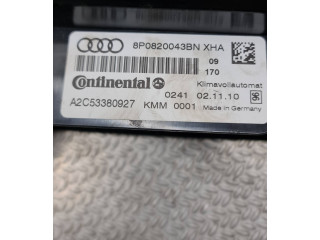 8P0820043BN XHA
09
170
Continental
Klimavollautomat
0241 02.11.10
A2C53380927 KMM 0001 Made in Germany